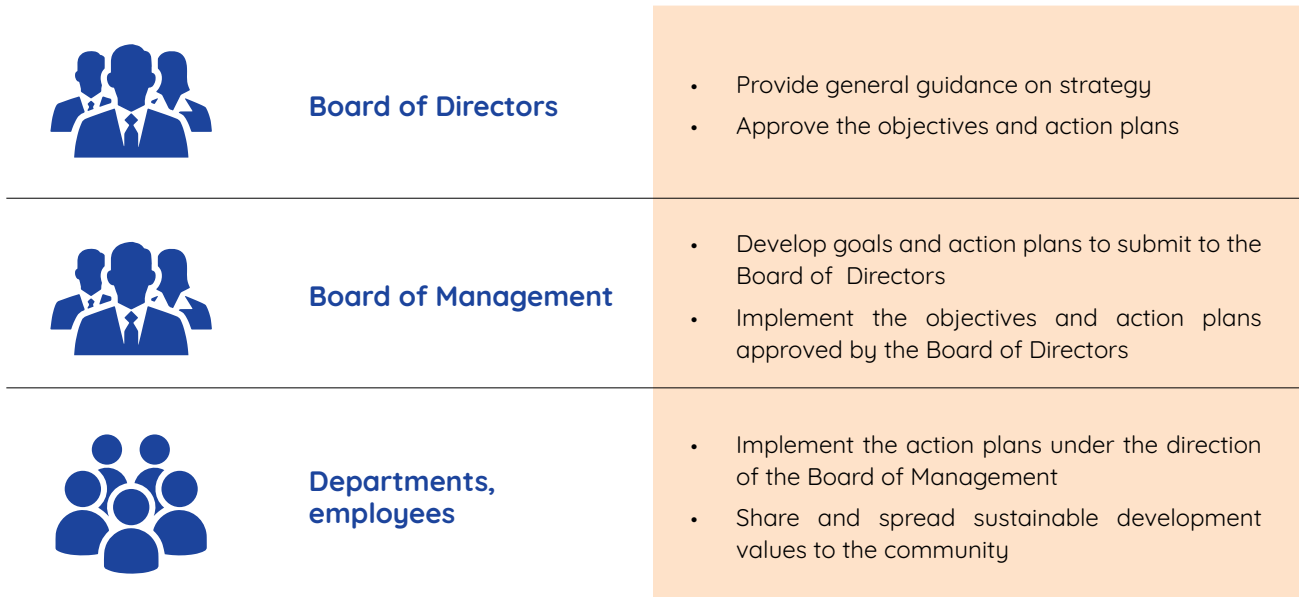 Board of Directors
• Provide general guidance on strategy
• Approve the objectives and action plans
Board of Management
• Develop goals and action plans to submit to the
Board of Directors
• Implement the objectives and action plans
approved by the Board of Directors
Departments,
employees
• Implement the action plans under the direction
of the Board of Management
• Share and spread sustainable development
values to the community